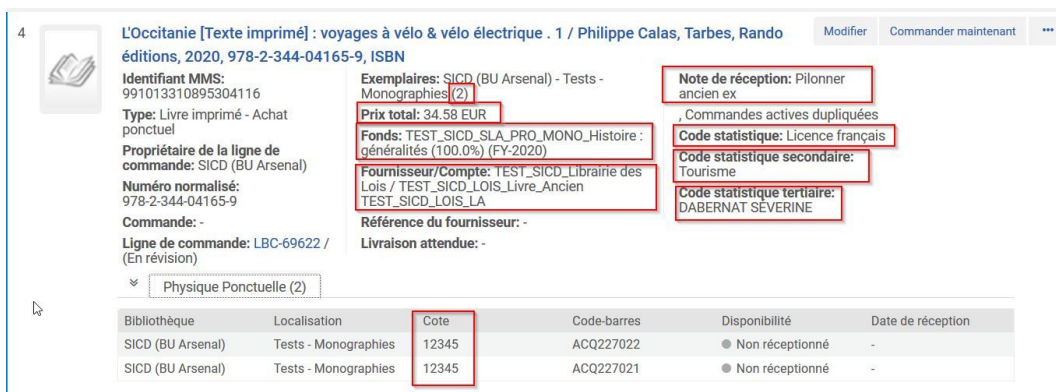 4
L'Occitanie [Texte imprimé] : voyages à vélo & vélo électrique . 1 / Philippe Calas, Tarbes, Rando
éditions, 2020, 978-2-344-04165-9, ISBN
Modifier Commander maintenant •••
Identifiant MMS:
991013310895304116
Type: Livre imprimé - Achat
ponctuel
Propriétaire de la ligne de
commande: SICD (BU Arsenal)
Numéro normalisé:
978-2-344-04165-9
Commande: -
Ligne de commande: LBC-69622 /
(En révision)
Exemplaires: SICD (BU Arsenal) - Tests -
Monographies (2)
Prix total: 34.58 EUR
Fonds: TEST_SICD_SLA_PRO_MONO_Histoire :
généralités (100.0%) (FY-2020)
Fournisseur/Compte: TEST_SICD_Librairie des
Lois / TEST_SICD_LOIS_Livre_Ancien
TEST_SICD_LOIS_LA
Référence du fournisseur: -
Livraison attendue: -
Note de réception: Pilonner
ancien ex
, Commandes actives dupliquées
Code statistique: Licence français
Code statistique secondaire:
Tourisme
Code statistique tertiaire:
DABERNAT SEVERINE
Physique Ponctuelle (2)
Bibliothèque Localisation Cote Code-barres Disponibilité Date de réception
SICD (BU Arsenal) Tests - Monographies 12345 ACQ227022 Non réceptionné -
SICD (BU Arsenal) Tests - Monographies 12345 ACQ227021 Non réceptionné -